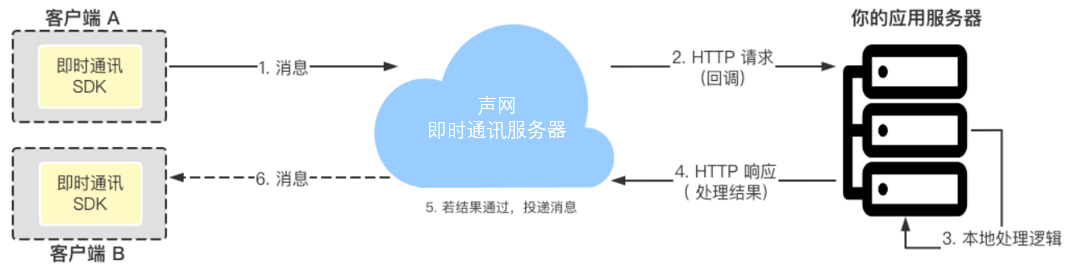 客户端 A
即时通讯
SDK
1. 消息
声网
即时通讯服务器
2. HTTP 请求
(回调)
你的应用服务器
即时通讯
SDK
客户端 B
6. 消息
5. 若结果通过，投递消息
4. HTTP 响应
( 处理结果)
3. 本地处理逻辑